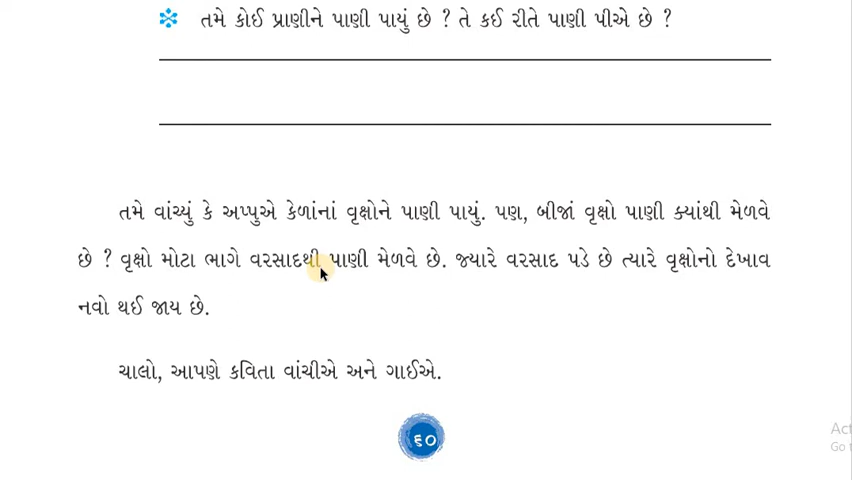 તમે કોઈ પ્રાણીને પાણી પાયું છે ? તે કઈ રીતે પાણી પીએ છે ?
તમે વાંચ્યું કે અપ્પુએ કેળાંનાં વૃક્ષોને પાણી પાયું. પણ, બીજાં વૃક્ષો પાણી ક્યાંથી મેળવે
છે ? વૃક્ષો મોટા ભાગે વરસાદથી પાણી મેળવે છે. જ્યારે વરસાદ પડે છે ત્યારે વૃક્ષોનો દેખાવ
નવો થઈ જાય છે.
ચાલો, આપણે કવિતા વાંચીએ અને ગાઈએ.
૬૦